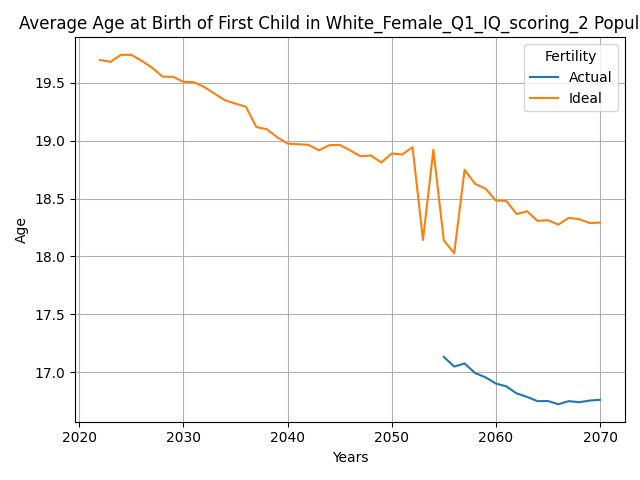 Average Age at Birth of First Child in White_Female_Q1_IQ_scoring_2 Popul
Fertility
Actual
Ideal
19.5
19.0
18.5
18.0
17.5
17.0
Age
2020 2030 2040 2050 2060 2070
Years